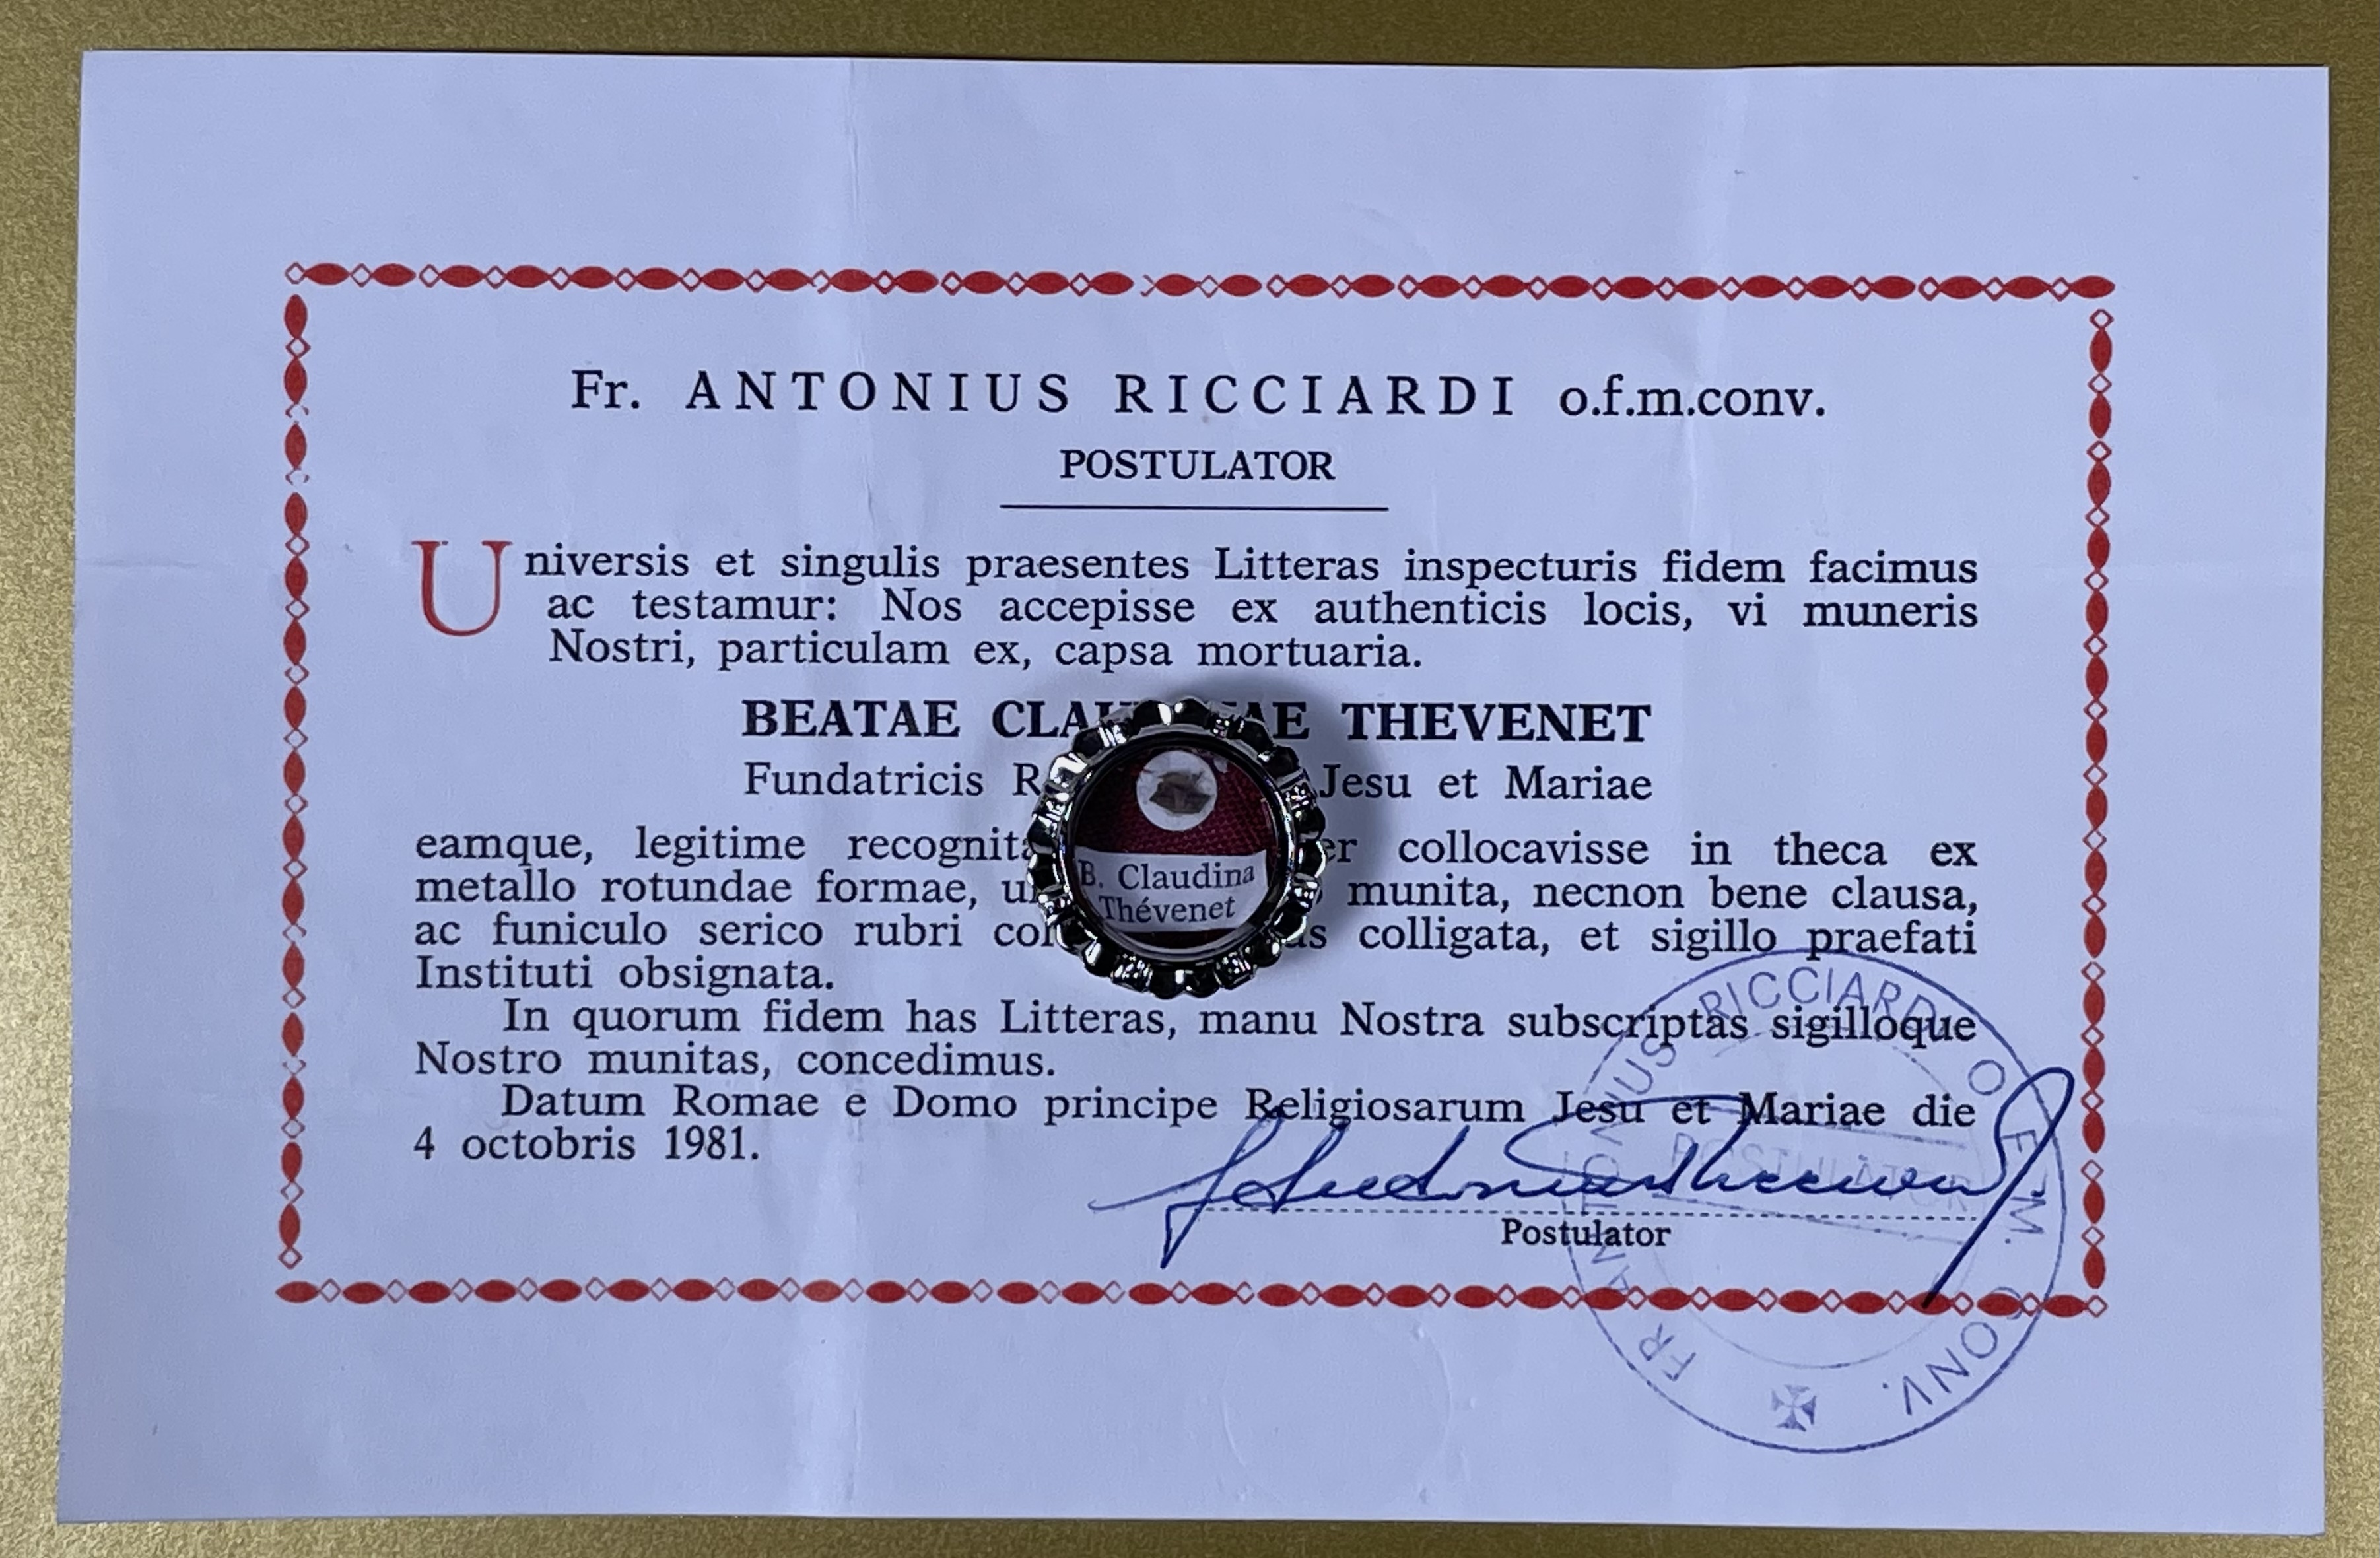 Fr. ANTONIUS RICCIARDI o.f.m.conv.
POSTULATOR
Universis et singulis praesentes Litteras inspecturis fidem facimus
ac testamur: Nos accepisse ex authenticis locis, vi muneris
Nostri, particulam ex, capsa mortuaria.
BEATAE THEVENET
Fundatricis Jesu et Mariae
eamque, legitime collocavisse in theca ex
metallo rotundae formae, munita, necnon bene clausa,
ac funiculo serico rubri colligata, et sigillo praefati
Instituti obsignata.
B. Claudina
Thévenet
In quorum fidem has Litteras, manu Nostra subscriptas sigilloque
Nostro munitas, concedimus.
Datum Romae e Domo principe Religiosarum Jesu et Mariae die
4 octobris 1981.
Postulator
FR ANTONIUS RICCIARDI O.F.M. CONV.
POSTULATOR